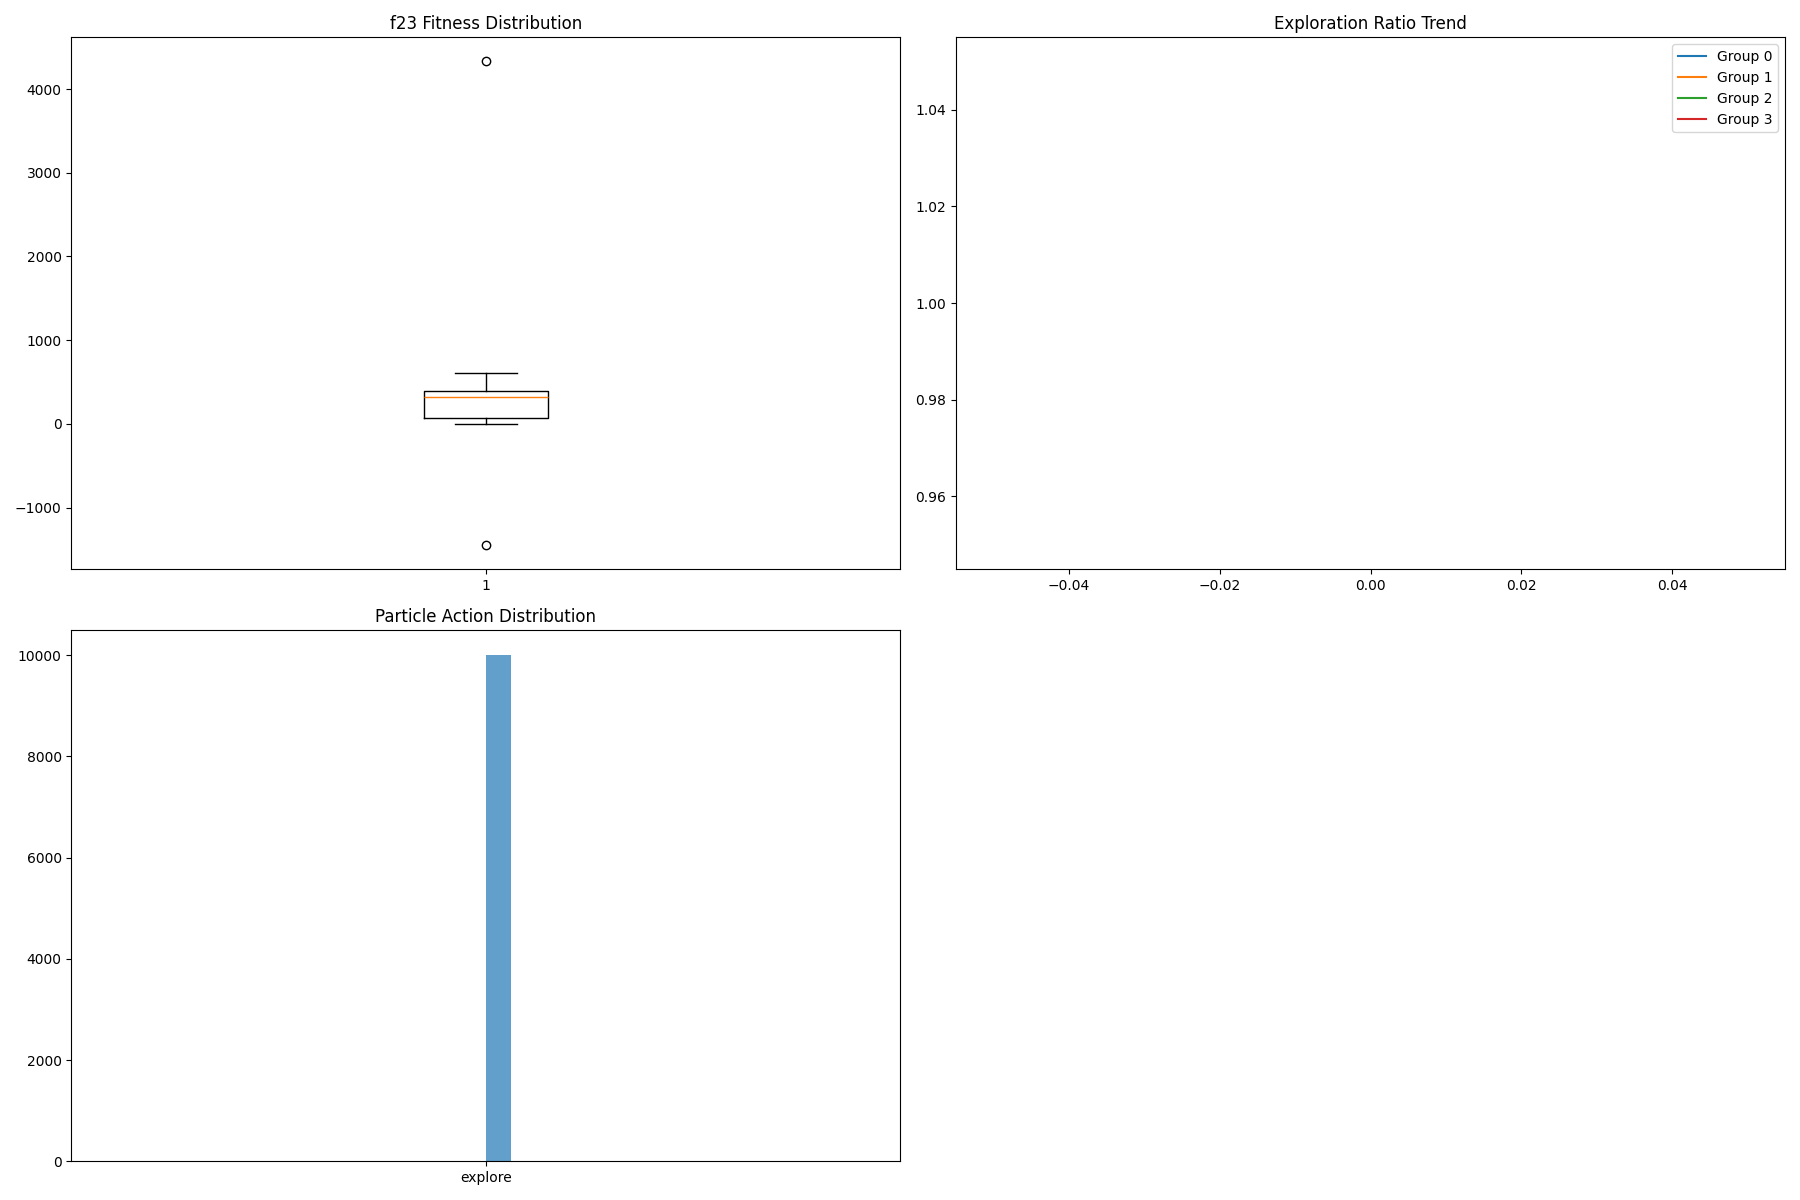 f23 Fitness Distribution
4000
3000
2000
1000
0
−1000
1
Exploration Ratio Trend
Group 0
Group 1
Group 2
Group 3
1.04
1.02
1.00
0.98
0.96
−0.04 −0.02 0.00 0.02 0.04
Particle Action Distribution
10000
8000
6000
4000
2000
0
explore